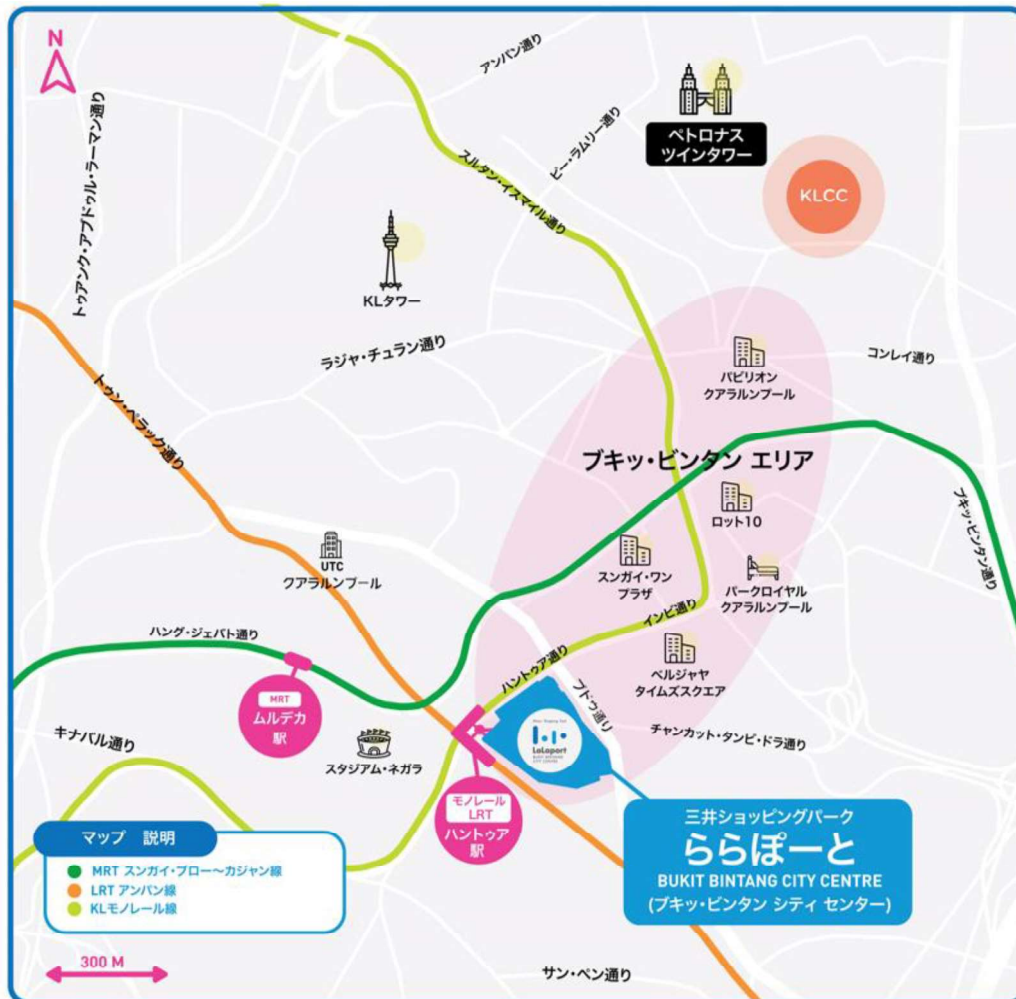 N
アンパン通り
トゥアンク・アブドゥル・ラーマン通り
ペトロナス
ツインタワー
ピー・ラムリー通り
スルタン・イスマイル通り
KLCC
KLタワー
ラジャ・チュラン通り
コンレイ通り
パビリオン
クアラルンプール
トゥン・ペラック通り
ブキッ・ビンタン エリア
ロット10
ブキッ・ビンタン通り
UTC
クアラルンプール
スンガイ・ワン
プラザ
パークロイヤル
クアラルンプール
インビ通り
ハング・ジェバト通り
ハントゥア通り
ベルジャヤ
タイムズスクエア
プドゥ通り
MRT
ムルデカ
駅
キナバル通り
スタジアム・ネガラ
LaLaport
BUKIT BINTANG
CITY CENTRE
チャンカット・タンビ・ドラ通り
モノレール
LRT
ハントゥア
駅
三井ショッピングパーク
ららぽーと
BUKIT BINTANG CITY CENTRE
(ブキッ・ビンタン シティ センター)
マップ 説明
MRT スンガイ・ブロー〜カジャン線
LRT アンパン線
KLモノレール線
300 M
サン・ペン通り